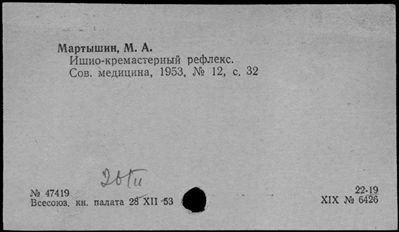 Мартышин, М. А.
Ишио-кремастерный рефлекс.
Сов. медицина, 1953, № 12, с. 32
№ 47419
Всесоюз. кн. палата 28 XII 53
22-19
XIX № 6426